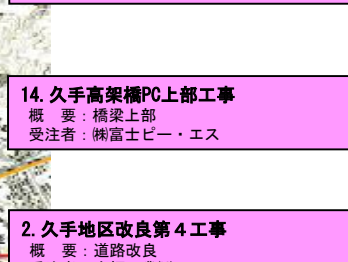 14. 久手高架橋PC上部工事
概　要：橋梁上部
受注者：㈱富士ピー・エス
2. 久手地区改良第４工事
概　要：道路改良